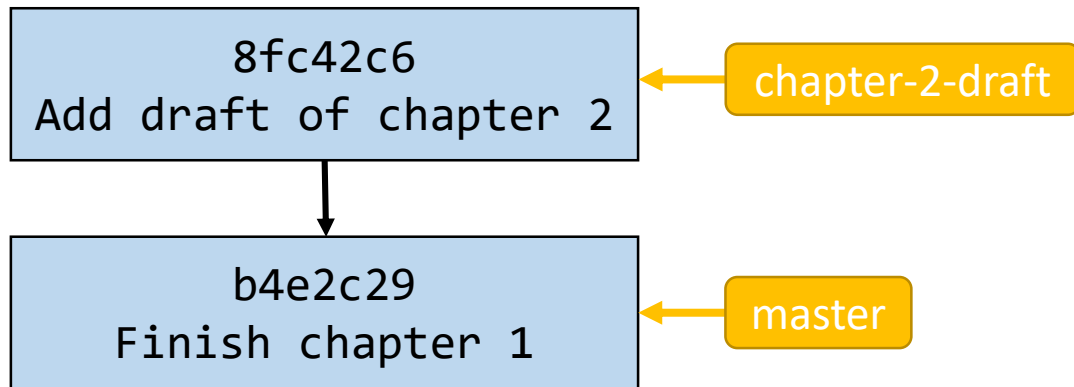 8fc42c6
Add draft of chapter 2
chapter-2-draft
b4e2c29
Finish chapter 1
master